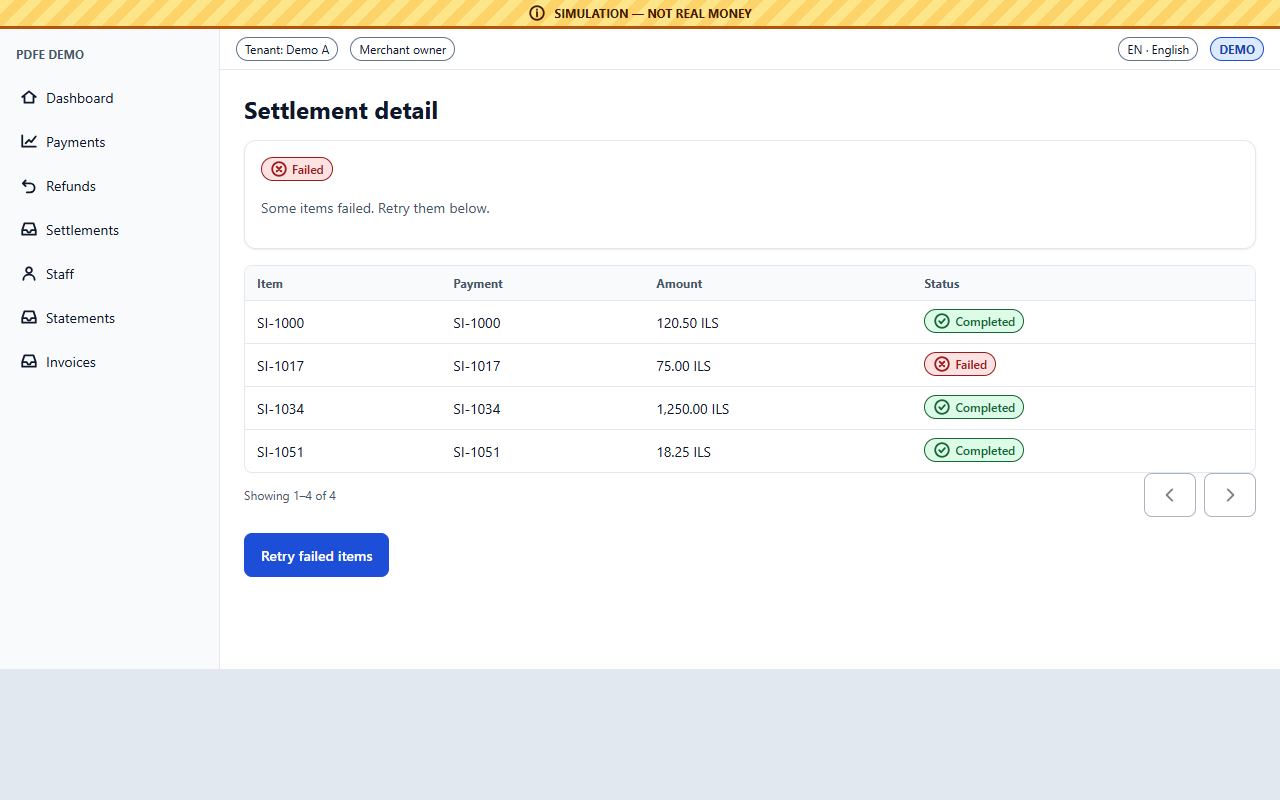 SIMULATION — NOT REAL MONEY
PDFE DEMO
Tenant: Demo A
Merchant owner
EN · English
DEMO
Dashboard
Payments
Refunds
Settlements
Staff
Statements
Invoices
Settlement detail
Failed
Some items failed. Retry them below.
Item Payment Amount Status
SI-1000 SI-1000 120.50 ILS Completed
SI-1017 SI-1017 75.00 ILS Failed
SI-1034 SI-1034 1,250.00 ILS Completed
SI-1051 SI-1051 18.25 ILS Completed
Showing 1–4 of 4
Retry failed items